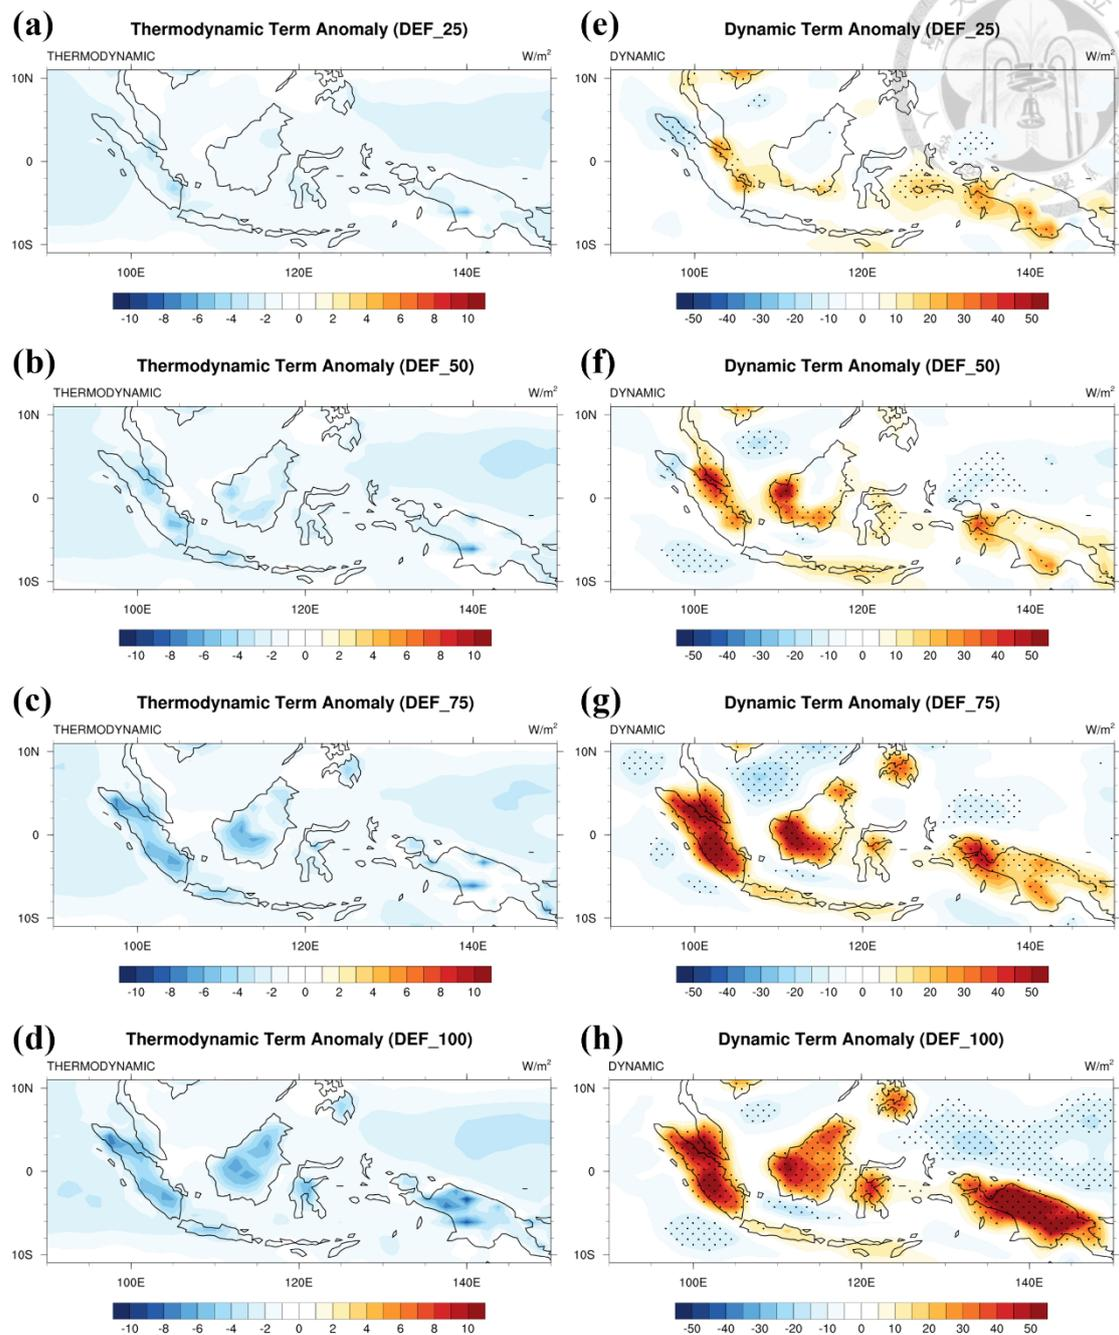 (a)
Thermodynamic Term Anomaly (DEF_25)
THERMODYNAMIC W/m²
10N
0
10S
100E 120E 140E
-10 -8 -6 -4 -2 0 2 4 6 8 10
(e)
Dynamic Term Anomaly (DEF_25)
DYNAMIC W/m²
10N
0
10S
100E 120E 140E
-50 -40 -30 -20 -10 0 10 20 30 40 50
(b)
Thermodynamic Term Anomaly (DEF_50)
THERMODYNAMIC W/m²
10N
0
10S
100E 120E 140E
-10 -8 -6 -4 -2 0 2 4 6 8 10
(f)
Dynamic Term Anomaly (DEF_50)
DYNAMIC W/m²
10N
0
10S
100E 120E 140E
-50 -40 -30 -20 -10 0 10 20 30 40 50
(c)
Thermodynamic Term Anomaly (DEF_75)
THERMODYNAMIC W/m²
10N
0
10S
100E 120E 140E
-10 -8 -6 -4 -2 0 2 4 6 8 10
(g)
Dynamic Term Anomaly (DEF_75)
DYNAMIC W/m²
10N
0
10S
100E 120E 140E
-50 -40 -30 -20 -10 0 10 20 30 40 50
(d)
Thermodynamic Term Anomaly (DEF_100)
THERMODYNAMIC W/m²
10N
0
10S
100E 120E 140E
-10 -8 -6 -4 -2 0 2 4 6 8 10
(h)
Dynamic Term Anomaly (DEF_100)
DYNAMIC W/m²
10N
0
10S
100E 120E 140E
-50 -40 -30 -20 -10 0 10 20 30 40 50